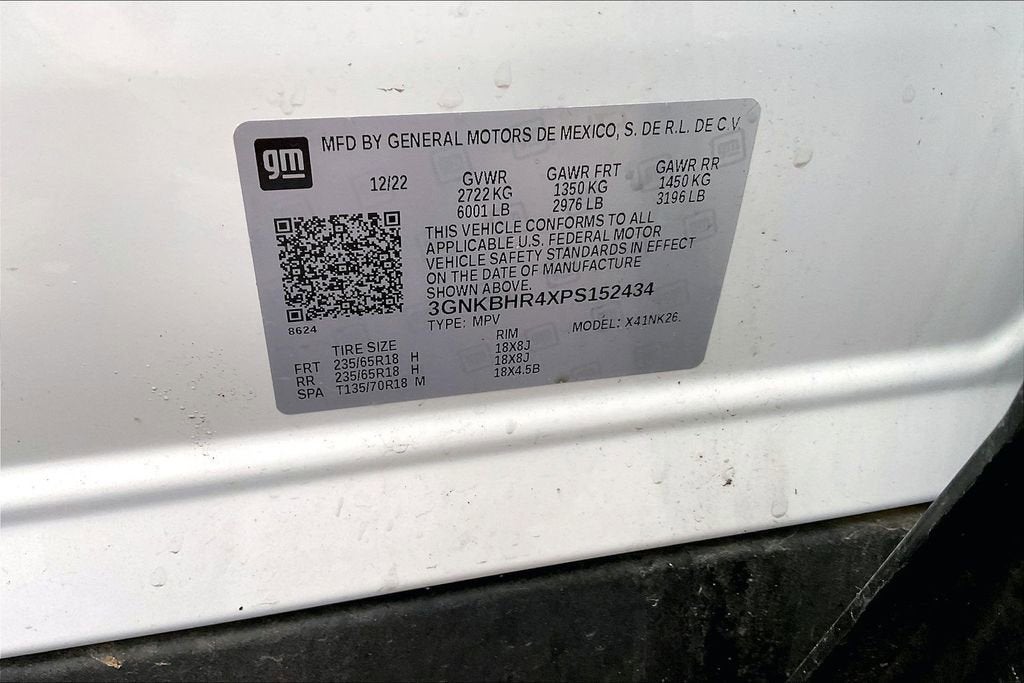 gm
MFD BY GENERAL MOTORS DE MEXICO, S. DE R.L. DE C.V.
12/22 GVWR GAWR FRT GAWR RR
2722 KG 1350 KG 1450 KG
6001 LB 2976 LB 3196 LB
THIS VEHICLE CONFORMS TO ALL
APPLICABLE U.S. FEDERAL MOTOR
VEHICLE SAFETY STANDARDS IN EFFECT
ON THE DATE OF MANUFACTURE
SHOWN ABOVE.
3GNKBHR4XPS152434
8624
TYPE: MPV MODEL: X41NK26.
TIRE SIZE RIM
FRT 235/65R18 H 18X8J
RR 235/65R18 H 18X8J
SPA T135/70R18 M 18X4.5B